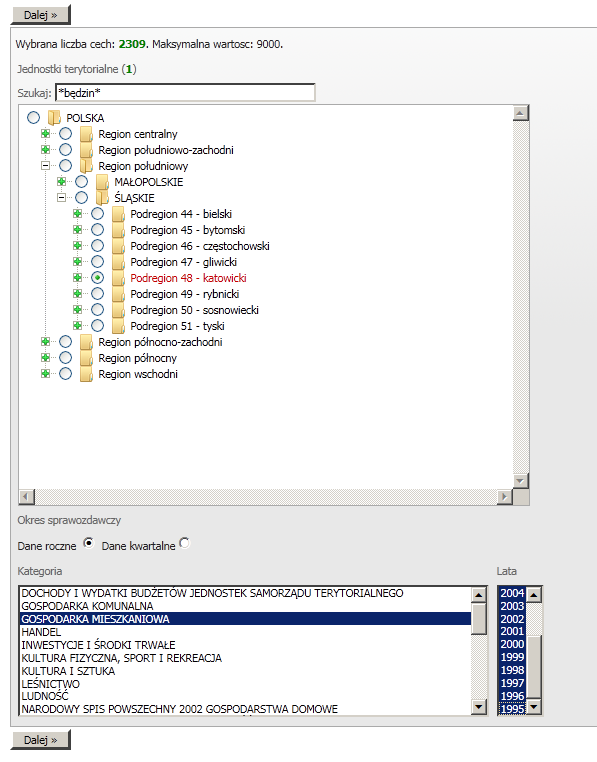 Dalej »
Wybrana liczba cech: 2309. Maksymalna wartosc: 9000.
Jednostki terytorialne (1)
Szukaj: *będzin*
POLSKA
Region centralny
Region południowo-zachodni
Region południowy
MAŁOPOLSKIE
ŚLĄSKIE
Podregion 44 - bielski
Podregion 45 - bytomski
Podregion 46 - częstochowski
Podregion 47 - gliwicki
Podregion 48 - katowicki
Podregion 49 - rybnicki
Podregion 50 - sosnowiecki
Podregion 51 - tyski
Region północno-zachodni
Region północny
Region wschodni
Okres sprawozdawczy
Dane roczne Dane kwartalne
Kategoria
DOCHODY I WYDATKI BUDŻETÓW JEDNOSTEK SAMORZĄDU TERYTORIALNEGO
GOSPODARKA KOMUNALNA
GOSPODARKA MIESZKANIOWA
HANDEL
INWESTYCJE I ŚRODKI TRWAŁE
KULTURA FIZYCZNA, SPORT I REKREACJA
KULTURA I SZTUKA
LEŚNICTWO
LUDNOŚĆ
NARODOWY SPIS POWSZECHNY 2002 GOSPODARSTWA DOMOWE
Lata
2004
2003
2002
2001
2000
1999
1998
1997
1996
1995
Dalej »